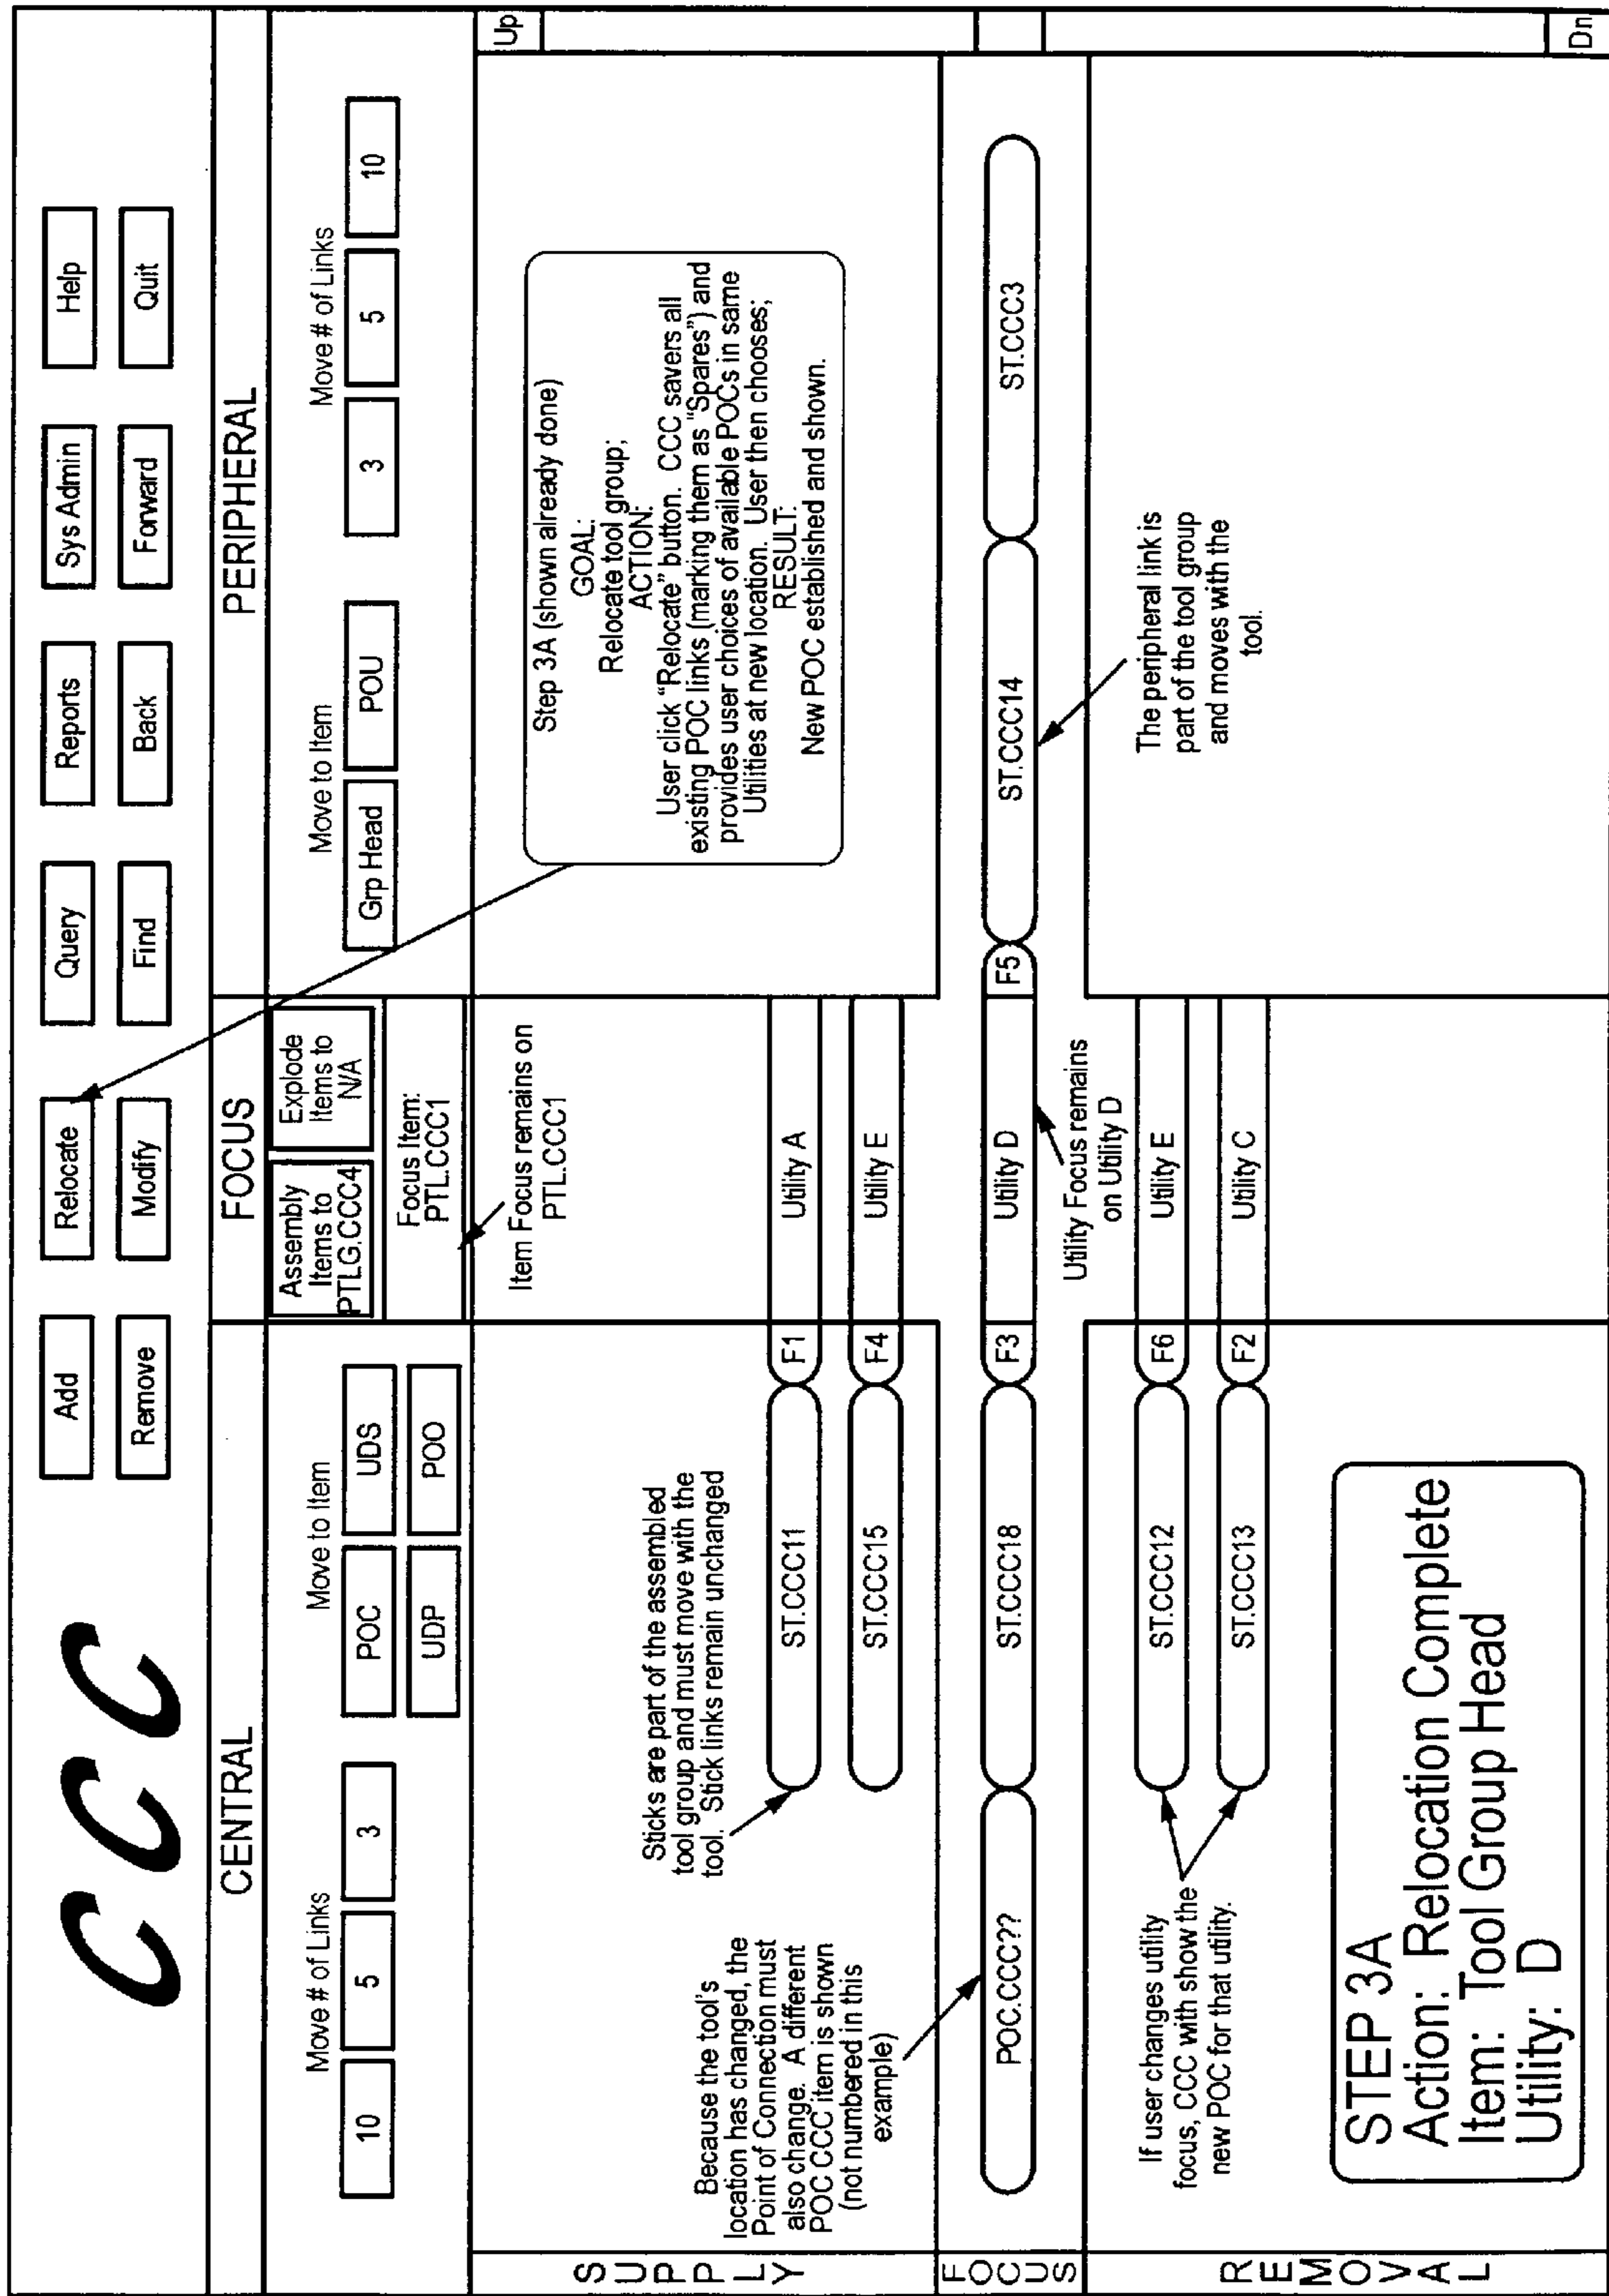 CCC
Add
Relocate
Query
Reports
Sys Admin
Help
Remove
Modify
Find
Back
Forward
Quit
CENTRAL
FOCUS
PERIPHERAL
Move # of Links
Move to Item
10
5
3
POC
UDS
UDP
POO
Assembly
Items to
PTLG.CCC4
Explode
Items to
N/A
Focus Item:
PTL.CCC1
Move to Item
Move # of Links
Grp Head
POU
3
5
10
Up
Dn
SUPPLY
FOCUS
REMOVAL
Item Focus remains on
PTL.CCC1
Step 3A (shown already done)
GOAL:
Relocate tool group;
ACTION:
User click "Relocate" button. CCC savers all
existing POC links (marking them as "Spares") and
provides user choices of available POCs in same
Utilities at new location. User then chooses;
RESULT:
New POC established and shown.
Sticks are part of the assembled
tool group and must move with the
tool. Stick links remain unchanged
Because the tool's
location has changed, the
Point of Connection must
also change. A different
POC CCC item is shown
(not numbered in this
example)
ST.CCC11
F1
Utility A
ST.CCC15
F4
Utility E
POC.CCC??
ST.CCC18
F3
Utility D
F5
ST.CCC14
ST.CCC3
Utility Focus remains
on Utility D
The peripheral link is
part of the tool group
and moves with the
tool.
ST.CCC12
F6
Utility E
ST.CCC13
F2
Utility C
If user changes utility
focus, CCC with show the
new POC for that utility.
STEP 3A
Action: Relocation Complete
Item: Tool Group Head
Utility: D